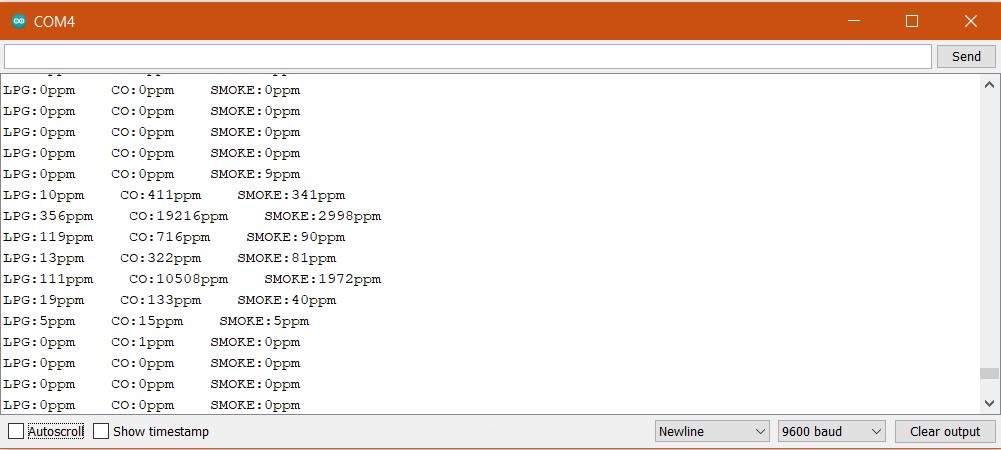 COM4
Send
LPG:0ppm CO:0ppm SMOKE:0ppm
LPG:0ppm CO:0ppm SMOKE:0ppm
LPG:0ppm CO:0ppm SMOKE:0ppm
LPG:0ppm CO:0ppm SMOKE:0ppm
LPG:0ppm CO:0ppm SMOKE:9ppm
LPG:10ppm CO:411ppm SMOKE:341ppm
LPG:356ppm CO:19216ppm SMOKE:2998ppm
LPG:119ppm CO:716ppm SMOKE:90ppm
LPG:13ppm CO:322ppm SMOKE:81ppm
LPG:111ppm CO:10508ppm SMOKE:1972ppm
LPG:19ppm CO:133ppm SMOKE:40ppm
LPG:5ppm CO:15ppm SMOKE:5ppm
LPG:0ppm CO:1ppm SMOKE:0ppm
LPG:0ppm CO:0ppm SMOKE:0ppm
LPG:0ppm CO:0ppm SMOKE:0ppm
LPG:0ppm CO:0ppm SMOKE:0ppm
Autoscroll Show timestamp Newline 9600 baud Clear output